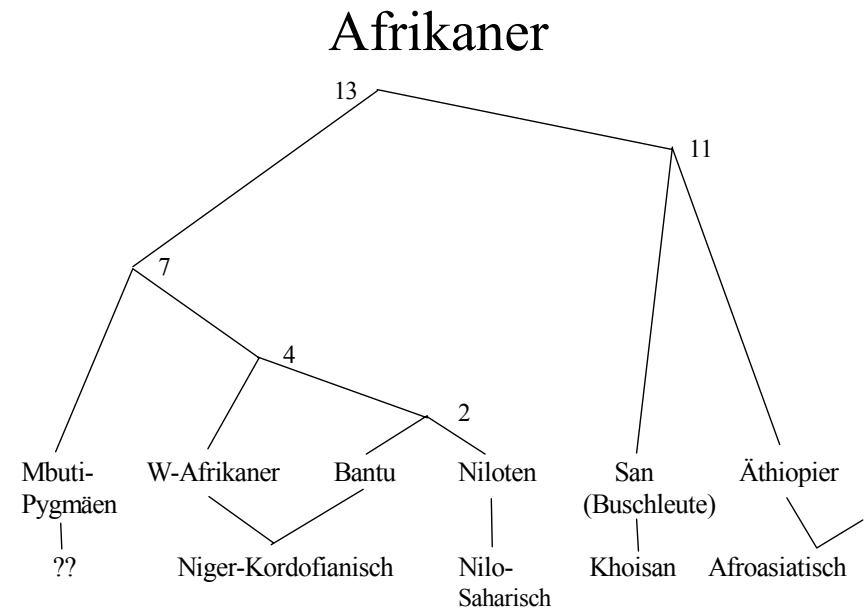 Afrikaner
13
11
7
4
2
Mbuti-
Pygmäen
W-Afrikaner
Bantu
Niloten
San
(Buschleute)
Äthiopier
??
Niger-Kordofianisch
Nilo-
Saharisch
Khoisan
Afroasiatisch